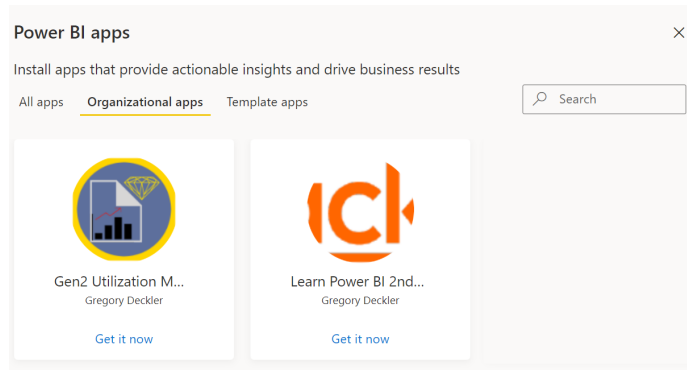 Power BI apps
Install apps that provide actionable insights and drive business results
All apps Organizational apps Template apps Search
ick
Gen2 Utilization M... Learn Power BI 2nd...
Gregory Deckler Gregory Deckler
Get it now Get it now